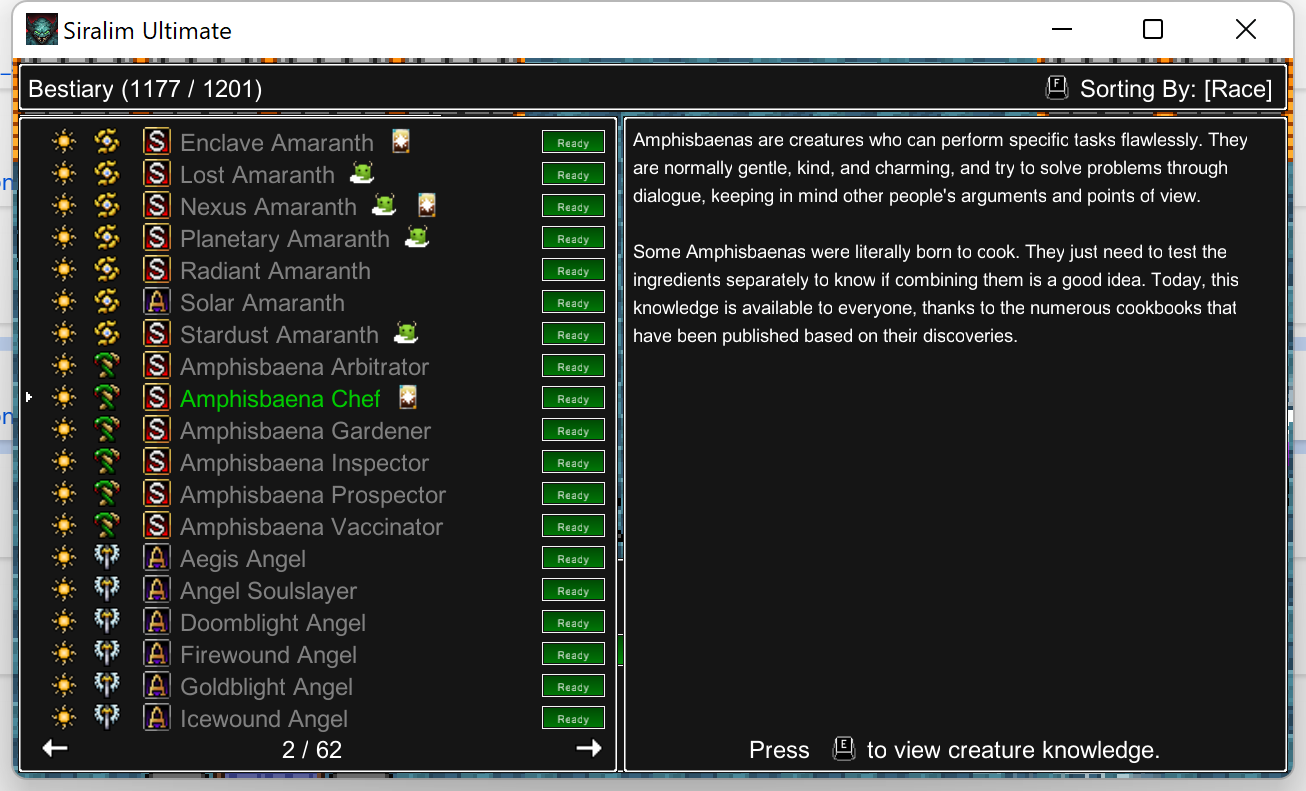 Siralim Ultimate
Bestiary (1177 / 1201)
F Sorting By: [Race]
S Enclave Amaranth Ready
S Lost Amaranth Ready
S Nexus Amaranth Ready
S Planetary Amaranth Ready
S Radiant Amaranth Ready
A Solar Amaranth Ready
S Stardust Amaranth Ready
S Amphisbaena Arbitrator Ready
S Amphisbaena Chef Ready
S Amphisbaena Gardener Ready
S Amphisbaena Inspector Ready
S Amphisbaena Prospector Ready
S Amphisbaena Vaccinator Ready
A Aegis Angel Ready
A Angel Soulslayer Ready
A Doomblight Angel Ready
A Firewound Angel Ready
A Goldblight Angel Ready
A Icewound Angel Ready
2 / 62
Amphisbaenas are creatures who can perform specific tasks flawlessly. They
are normally gentle, kind, and charming, and try to solve problems through
dialogue, keeping in mind other people's arguments and points of view.
Some Amphisbaenas were literally born to cook. They just need to test the
ingredients separately to know if combining them is a good idea. Today, this
knowledge is available to everyone, thanks to the numerous cookbooks that
have been published based on their discoveries.
Press E to view creature knowledge.